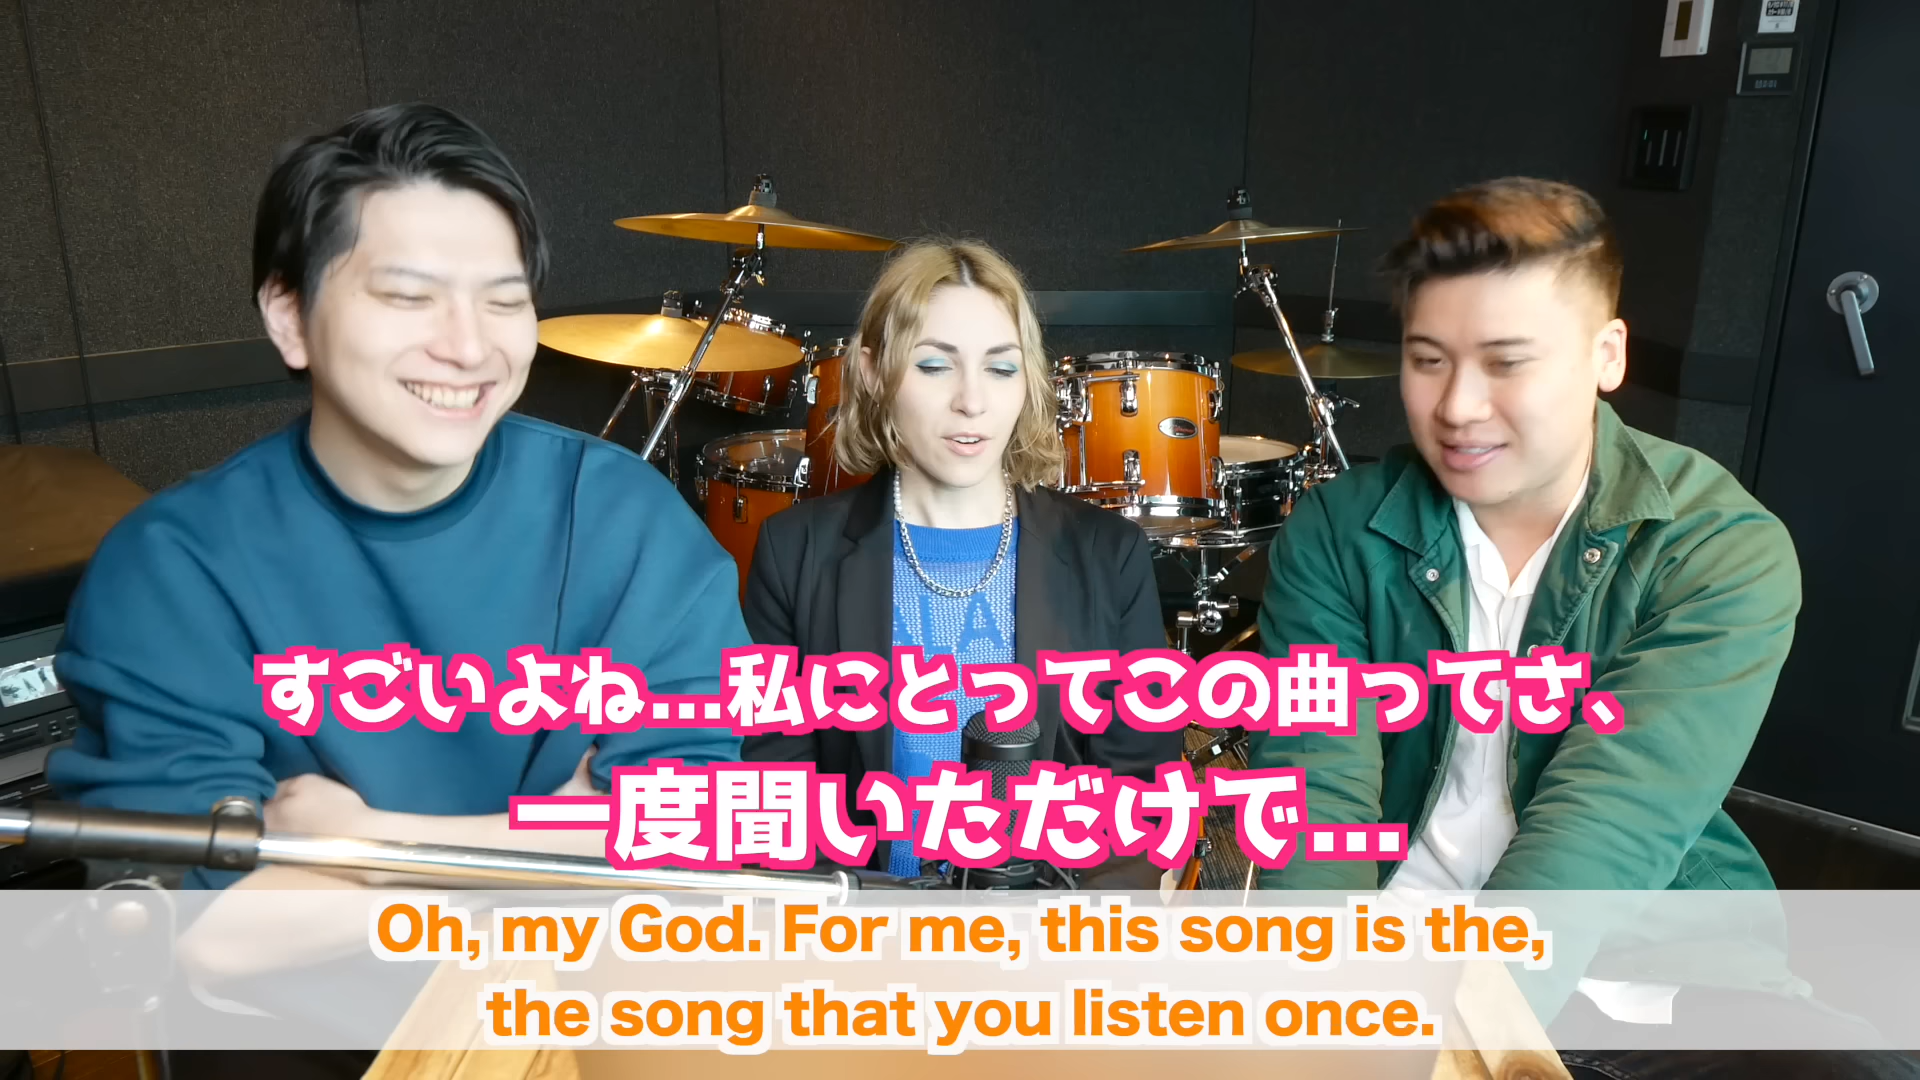 すごいよね...私にとってこの曲ってさ、
一度聞いただけで...
Oh, my God. For me, this song is the,
the song that you listen once.